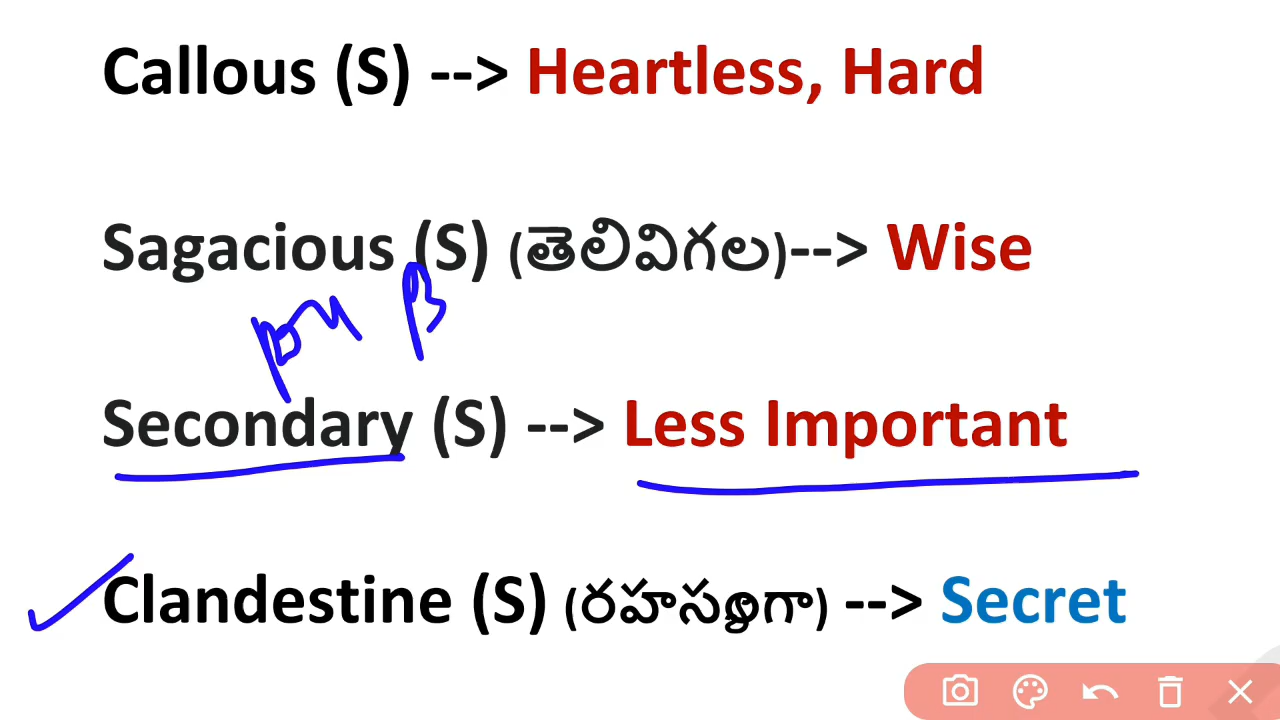 Callous (S) --> Heartless, Hard
Sagacious (S) (తెలివిగల)--> Wise
Secondary (S) --> Less Important
Clandestine (S) (రహస్యంగా) --> Secret